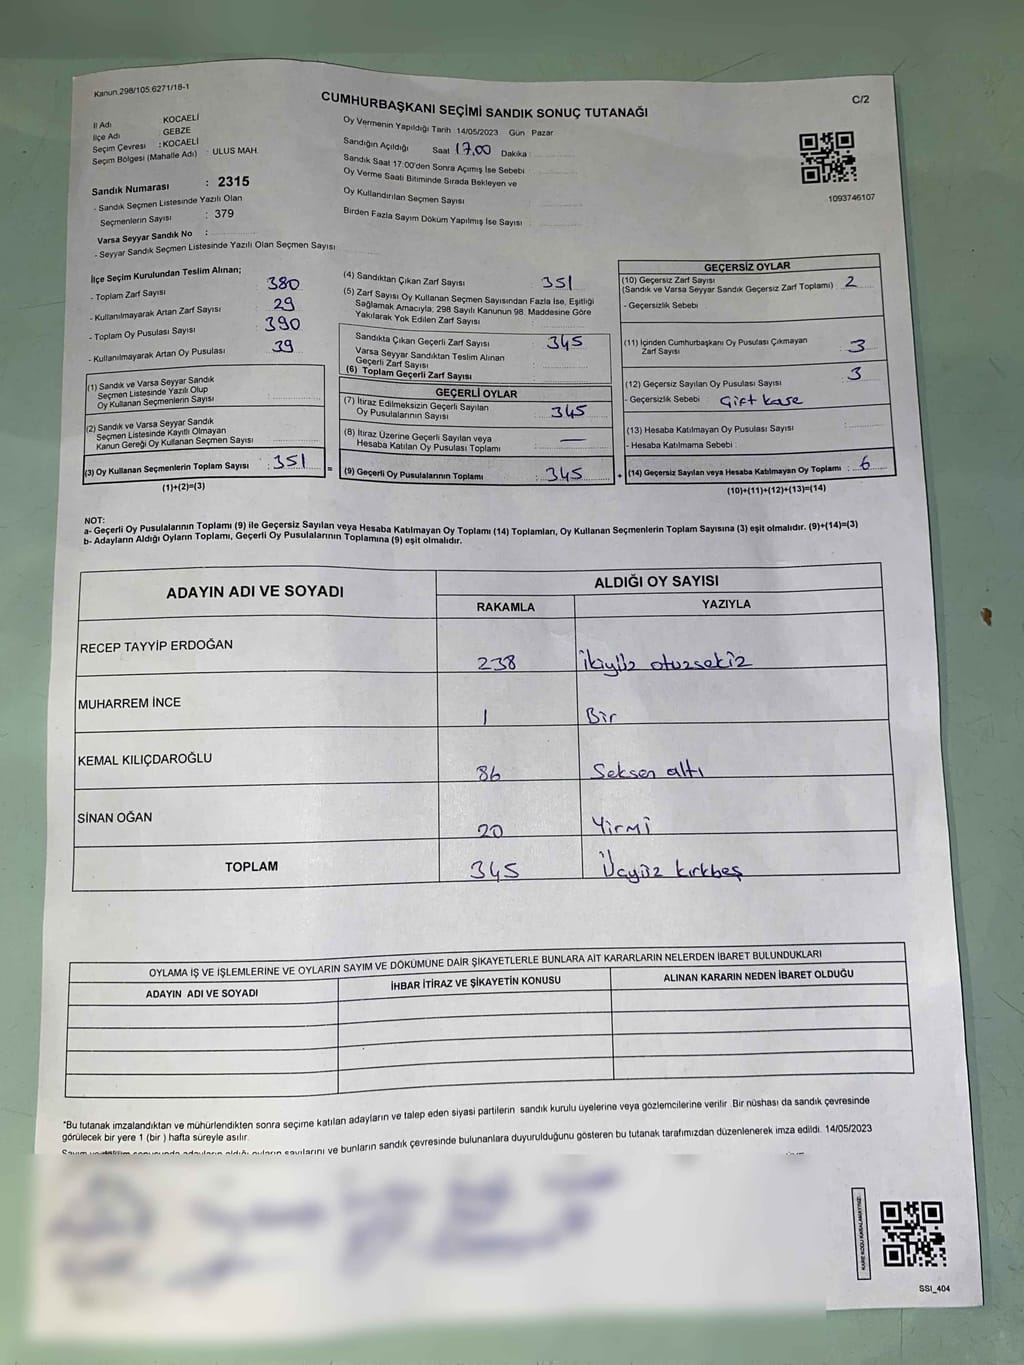 Kanun.298/105.6271/18-1
CUMHURBAŞKANI SEÇİMİ SANDIK SONUÇ TUTANAĞI
C/2
İl Adı KOCAELİ
İlçe Adı : GEBZE
Seçim Çevresi : KOCAELİ
Seçim Bölgesi (Mahalle Adı) : ULUS MAH.
Sandık Numarası : 2315
- Sandık Seçmen Listesinde Yazılı Olan
Seçmenlerin Sayısı : 379
Varsa Seyyar Sandık No :
- Seyyar Sandık Seçmen Listesinde Yazılı Olan Seçmen Sayısı
Oy Vermenin Yapıldığı Tarih 14/05/2023 Gün Pazar
Sandığın Açıldığı Saat 17.00 Dakika :
Sandık Saat 17:00'den Sonra Açımış İse Sebebi
Oy Verme Saati Bitiminde Sırada Bekleyen ve
Oy Kullandırılan Seçmen Sayısı
Birden Fazla Sayım Döküm Yapılmış İse Sayısı
1093746107
İlçe Seçim Kurulundan Teslim Alınan;
- Toplam Zarf Sayısı : 380
- Kullanılmayarak Artan Zarf Sayısı : 29
- Toplam Oy Pusulası Sayısı : 390
- Kullanılmayarak Artan Oy Pusulası : 39
(1) Sandık ve Varsa Seyyar Sandık
Seçmen Listesinde Yazılı Olup
Oy Kullanan Seçmenlerin Sayısı
(2) Sandık ve Varsa Seyyar Sandık
Seçmen Listesinde Kayıtlı Olmayan
Kanun Gereği Oy Kullanan Seçmen Sayısı
(3) Oy Kullanan Seçmenlerin Toplam Sayısı : 351
(1)+(2)=(3)
=
(4) Sandıktan Çıkan Zarf Sayısı : 351
(5) Zarf Sayısı Oy Kullanan Seçmen Sayısından Fazla İse, Eşitliği
Sağlamak Amacıyla; 298 Sayılı Kanunun 98. Maddesine Göre
Yakılarak Yok Edilen Zarf Sayısı :
Sandıkta Çıkan Geçerli Zarf Sayısı : 345
Varsa Seyyar Sandıktan Teslim Alınan
Geçerli Zarf Sayısı
(6) Toplam Geçerli Zarf Sayısı
GEÇERLİ OYLAR
(7) İtiraz Edilmeksizin Geçerli Sayılan
Oy Pusulalarının Sayısı : 345
(8) İtiraz Üzerine Geçerli Sayılan veya
Hesaba Katılan Oy Pusulası Toplamı : —
(9) Geçerli Oy Pusulalarının Toplamı : 345
+
GEÇERSİZ OYLAR
(10) Geçersiz Zarf Sayısı
(Sandık ve Varsa Seyyar Sandık Geçersiz Zarf Toplamı) : 2
- Geçersizlik Sebebi
(11) İçinden Cumhurbaşkanı Oy Pusulası Çıkmayan
Zarf Sayısı : 3
(12) Geçersiz Sayılan Oy Pusulası Sayısı : 3
- Geçersizlik Sebebi : Çift kase
(13) Hesaba Katılmayan Oy Pusulası Sayısı :
- Hesaba Katılmama Sebebi :
(14) Geçersiz Sayılan veya Hesaba Katılmayan Oy Toplamı : 6
(10)+(11)+(12)+(13)=(14)
NOT:
a- Geçerli Oy Pusulalarının Toplamı (9) ile Geçersiz Sayılan veya Hesaba Katılmayan Oy Toplamı (14) Toplamları, Oy Kullanan Seçmenlerin Toplam Sayısına (3) eşit olmalıdır. (9)+(14)=(3)
b- Adayların Aldığı Oyların Toplamı, Geçerli Oy Pusulalarının Toplamına (9) eşit olmalıdır.
ADAYIN ADI VE SOYADI
ALDIĞI OY SAYISI
RAKAMLA YAZIYLA
RECEP TAYYİP ERDOĞAN 238 ikiyüz otuzsekiz
MUHARREM İNCE 1 Bir
KEMAL KILIÇDAROĞLU 86 Seksen altı
SİNAN OĞAN 20 Yirmi
TOPLAM 345 Üçyüz kırkbeş
OYLAMA İŞ VE İŞLEMLERİNE VE OYLARIN SAYIM VE DÖKÜMÜNE DAİR ŞİKAYETLERLE BUNLARA AİT KARARLARIN NELERDEN İBARET BULUNDUKLARI
ADAYIN ADI VE SOYADI İHBAR İTİRAZ VE ŞİKAYETİN KONUSU ALINAN KARARIN NEDEN İBARET OLDUĞU
*Bu tutanak imzalandıktan ve mühürlendikten sonra seçime katılan adayların ve talep eden siyasi partilerin sandık kurulu üyelerine veya gözlemcilerine verilir .Bir nüshası da sandık çevresinde
görülecek bir yere 1 (bir ) hafta süreyle asılır.
sayılarını ve bunların sandık çevresinde bulunanlara duyurulduğunu gösteren bu tutanak tarafımızdan düzenlenerek imza edildi. 14/05/2023
KARE KODU KARALAMAYINIZ
SSI_404